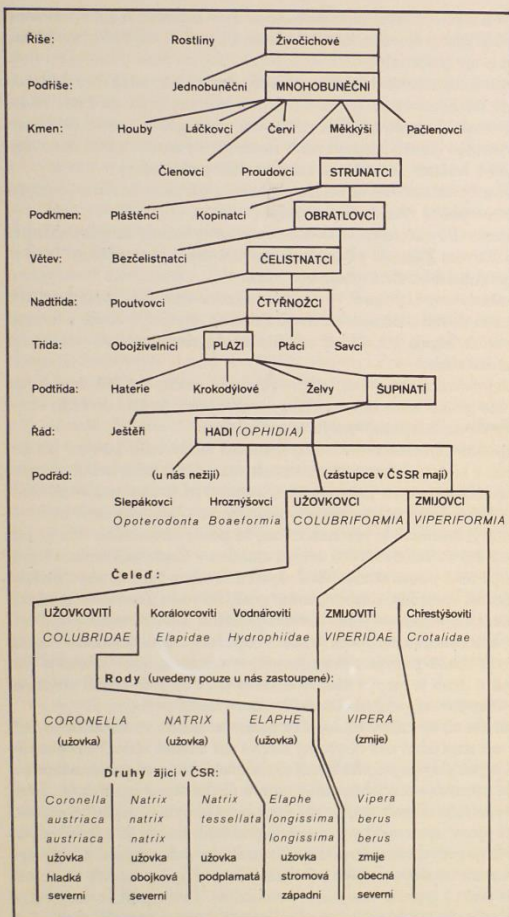 Říše: Rostliny Živočichové
Podříše: Jednobuněční MNOHOBUNĚČNÍ
Kmen: Houby Láčkovci Červi Měkkýši Pačlenovci
Členovci Proudovci
STRUNATCI
Podkmen: Pláštěnci Kopinatci OBRATLOVCI
Větev: Bezčelistnatci ČELISTNATCI
Nadtřída: Ploutvovci ČTYŘNOŽCI
Třída: Obojživelníci PLAZI Ptáci Savci
Podtřída: Haterie Krokodýlové Želvy ŠUPINATÍ
Řád: Ještěři HADI (OPHIDIA)
Podřád: (u nás nežijí) (zástupce v ČSSR mají)
Slepákovci Hroznýšovci UŽOVKOVCI ZMIJOVCI
Opoterodonta Boaeformia COLUBRIFORMIA VIPERIFORMIA
Čeleď:
UŽOVKOVITÍ Korálovcovití Vodnářovití ZMIJOVITÍ Chřestýšovití
COLUBRIDAE Elapidae Hydrophiidae VIPERIDAE Crotalidae
Rody (uvedeny pouze u nás zastoupené):
CORONELLA NATRIX ELAPHE VIPERA
(užovka) (užovka) (užovka) (zmije)
Druhy žijící v ČSR:
Coronella Natrix Natrix Elaphe Vipera
austriaca natrix tessellata longissima berus
austriaca natrix longissima berus
užovka užovka užovka užovka zmije
hladká obojková podplamatá stromová obecná
severní severní západní severní